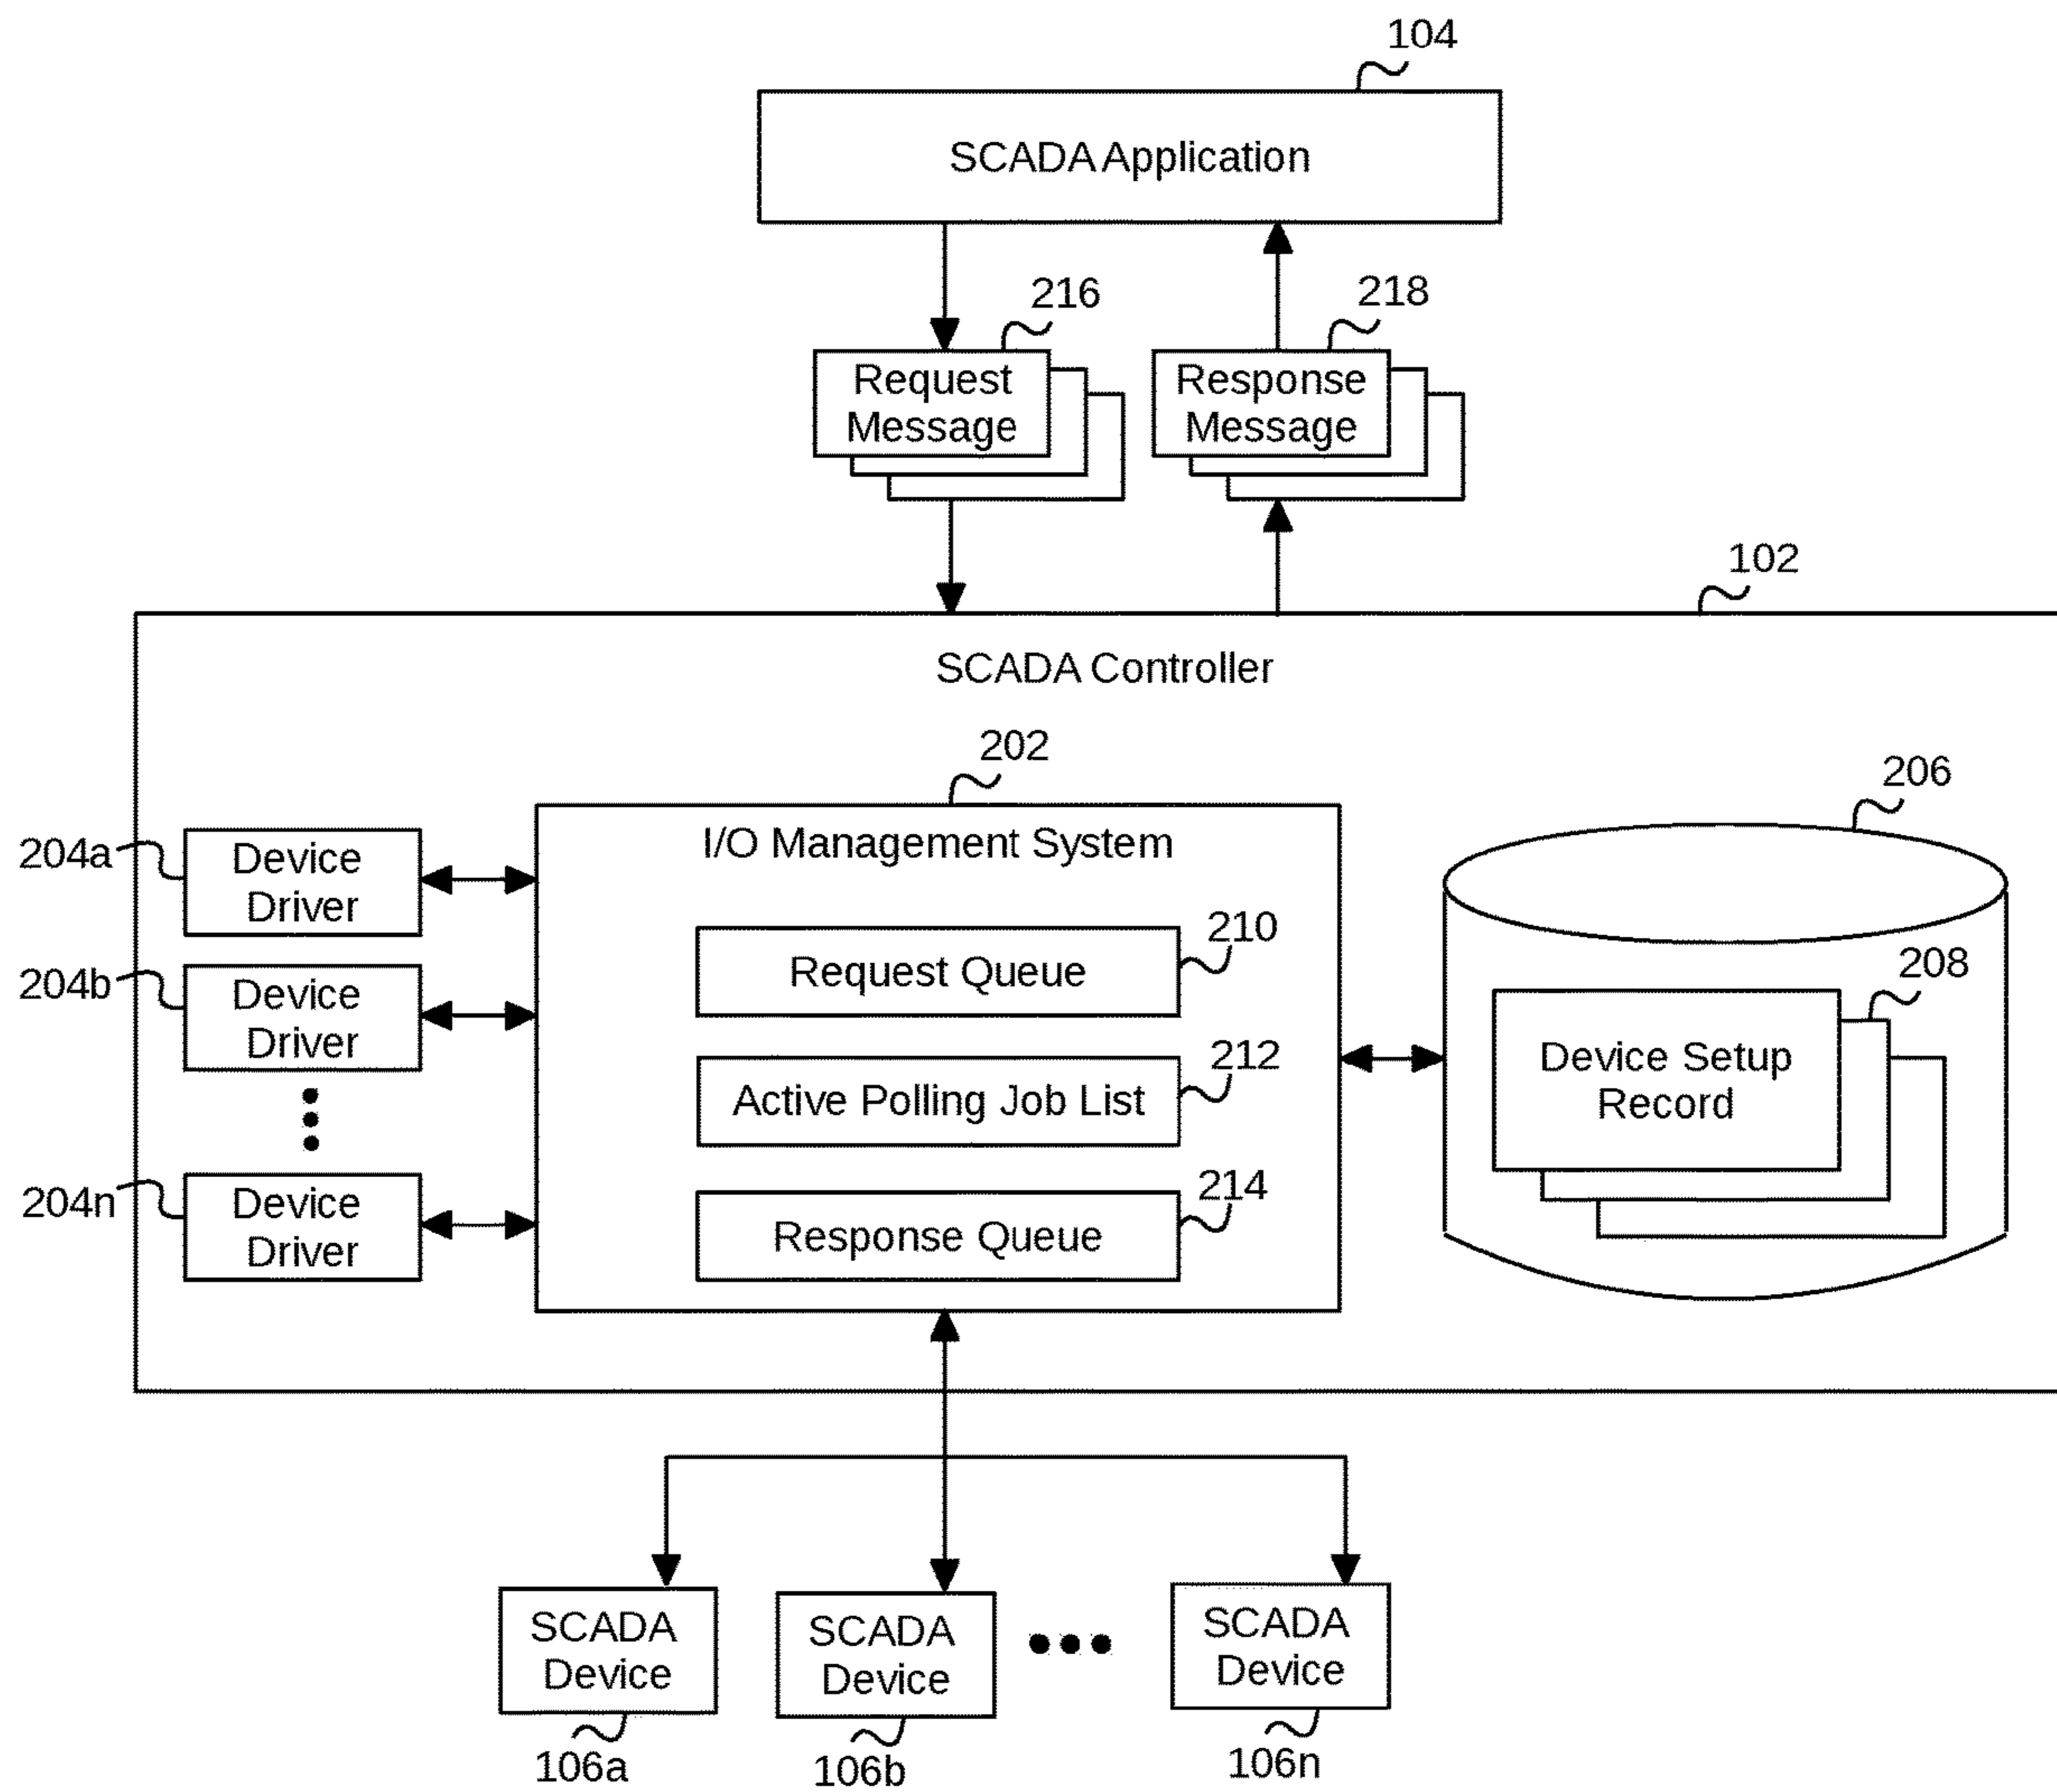 104
SCADA Application
216
218
Request
Message
Response
Message
102
SCADA Controller
202
206
204a
Device
Driver
I/O Management System
210
Request Queue
208
204b
Device
Driver
212
Active Polling Job List
Device Setup
Record
214
Response Queue
204n
Device
Driver
SCADA
Device
SCADA
Device
SCADA
Device
106a
106b
106n